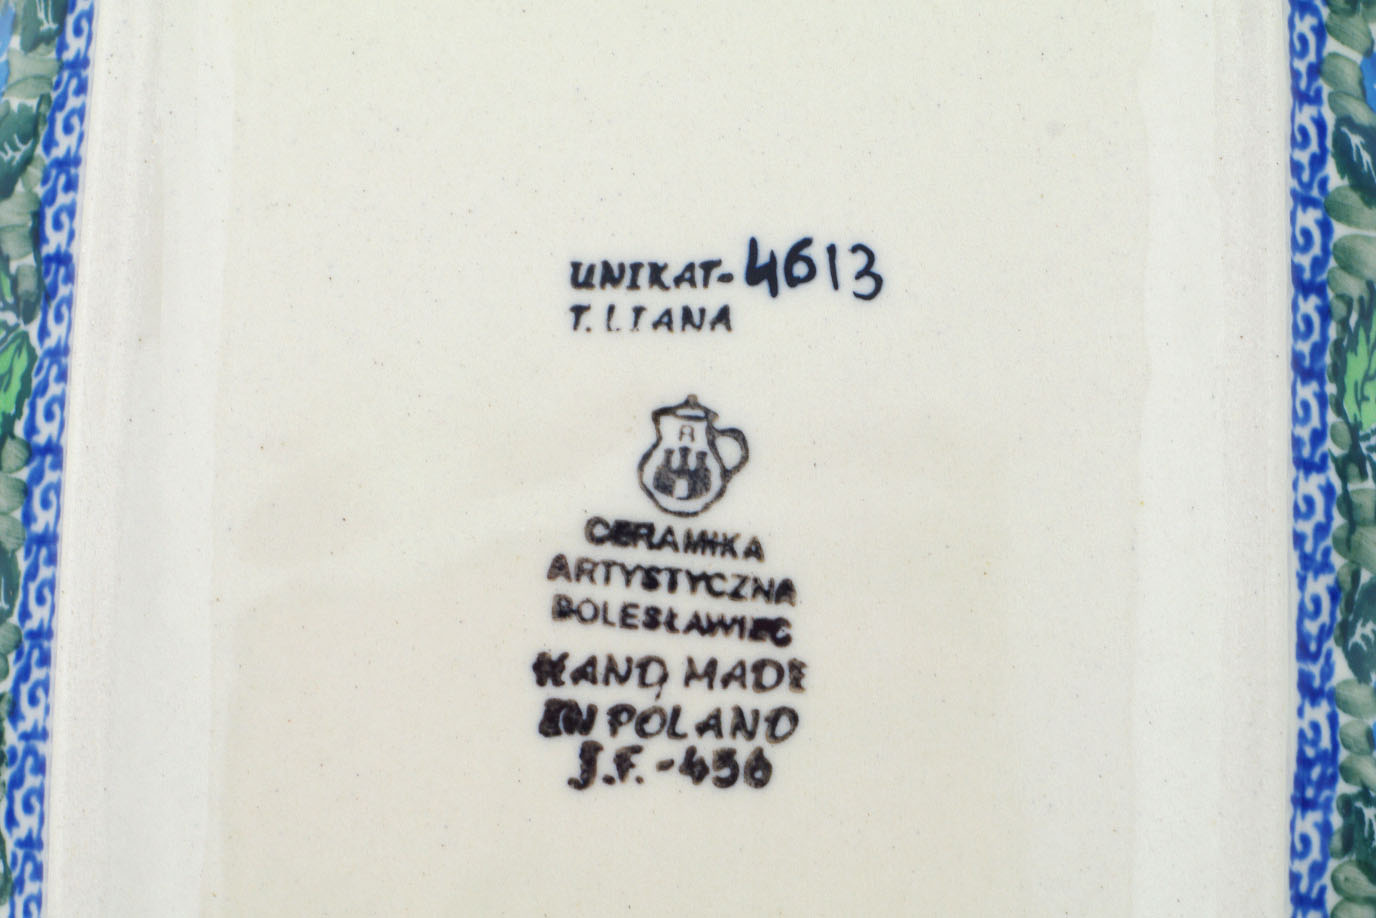 UNIKAT-4613
T. LIANA
A
CERAMIKA
ARTYSTYCZNA
BOLESŁAWIEC
HAND MADE
IN POLAND
J.F.-456